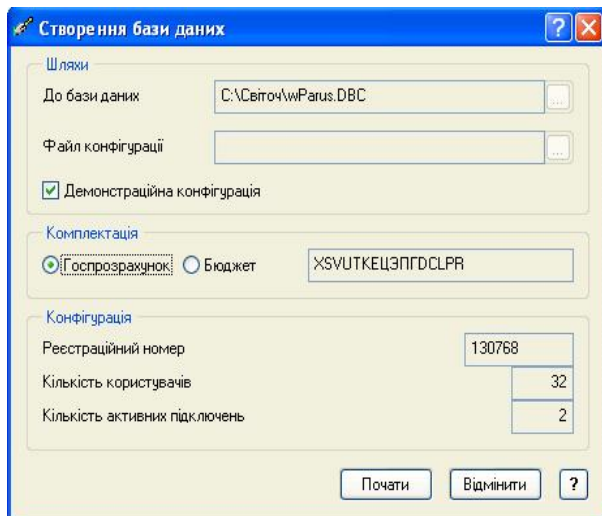 Створення бази даних
Шляхи
До бази даних C:\Світоч\wParus.DBC ...
Файл конфігурації ...
Демонстраційна конфігурація
Комплектація
Госпрозрахунок Бюджет XSVUTKEЦЭПГDCLPR
Конфігурація
Реєстраційний номер 130768
Кількість користувачів 32
Кількість активних підключень 2
Почати Відмінити ?